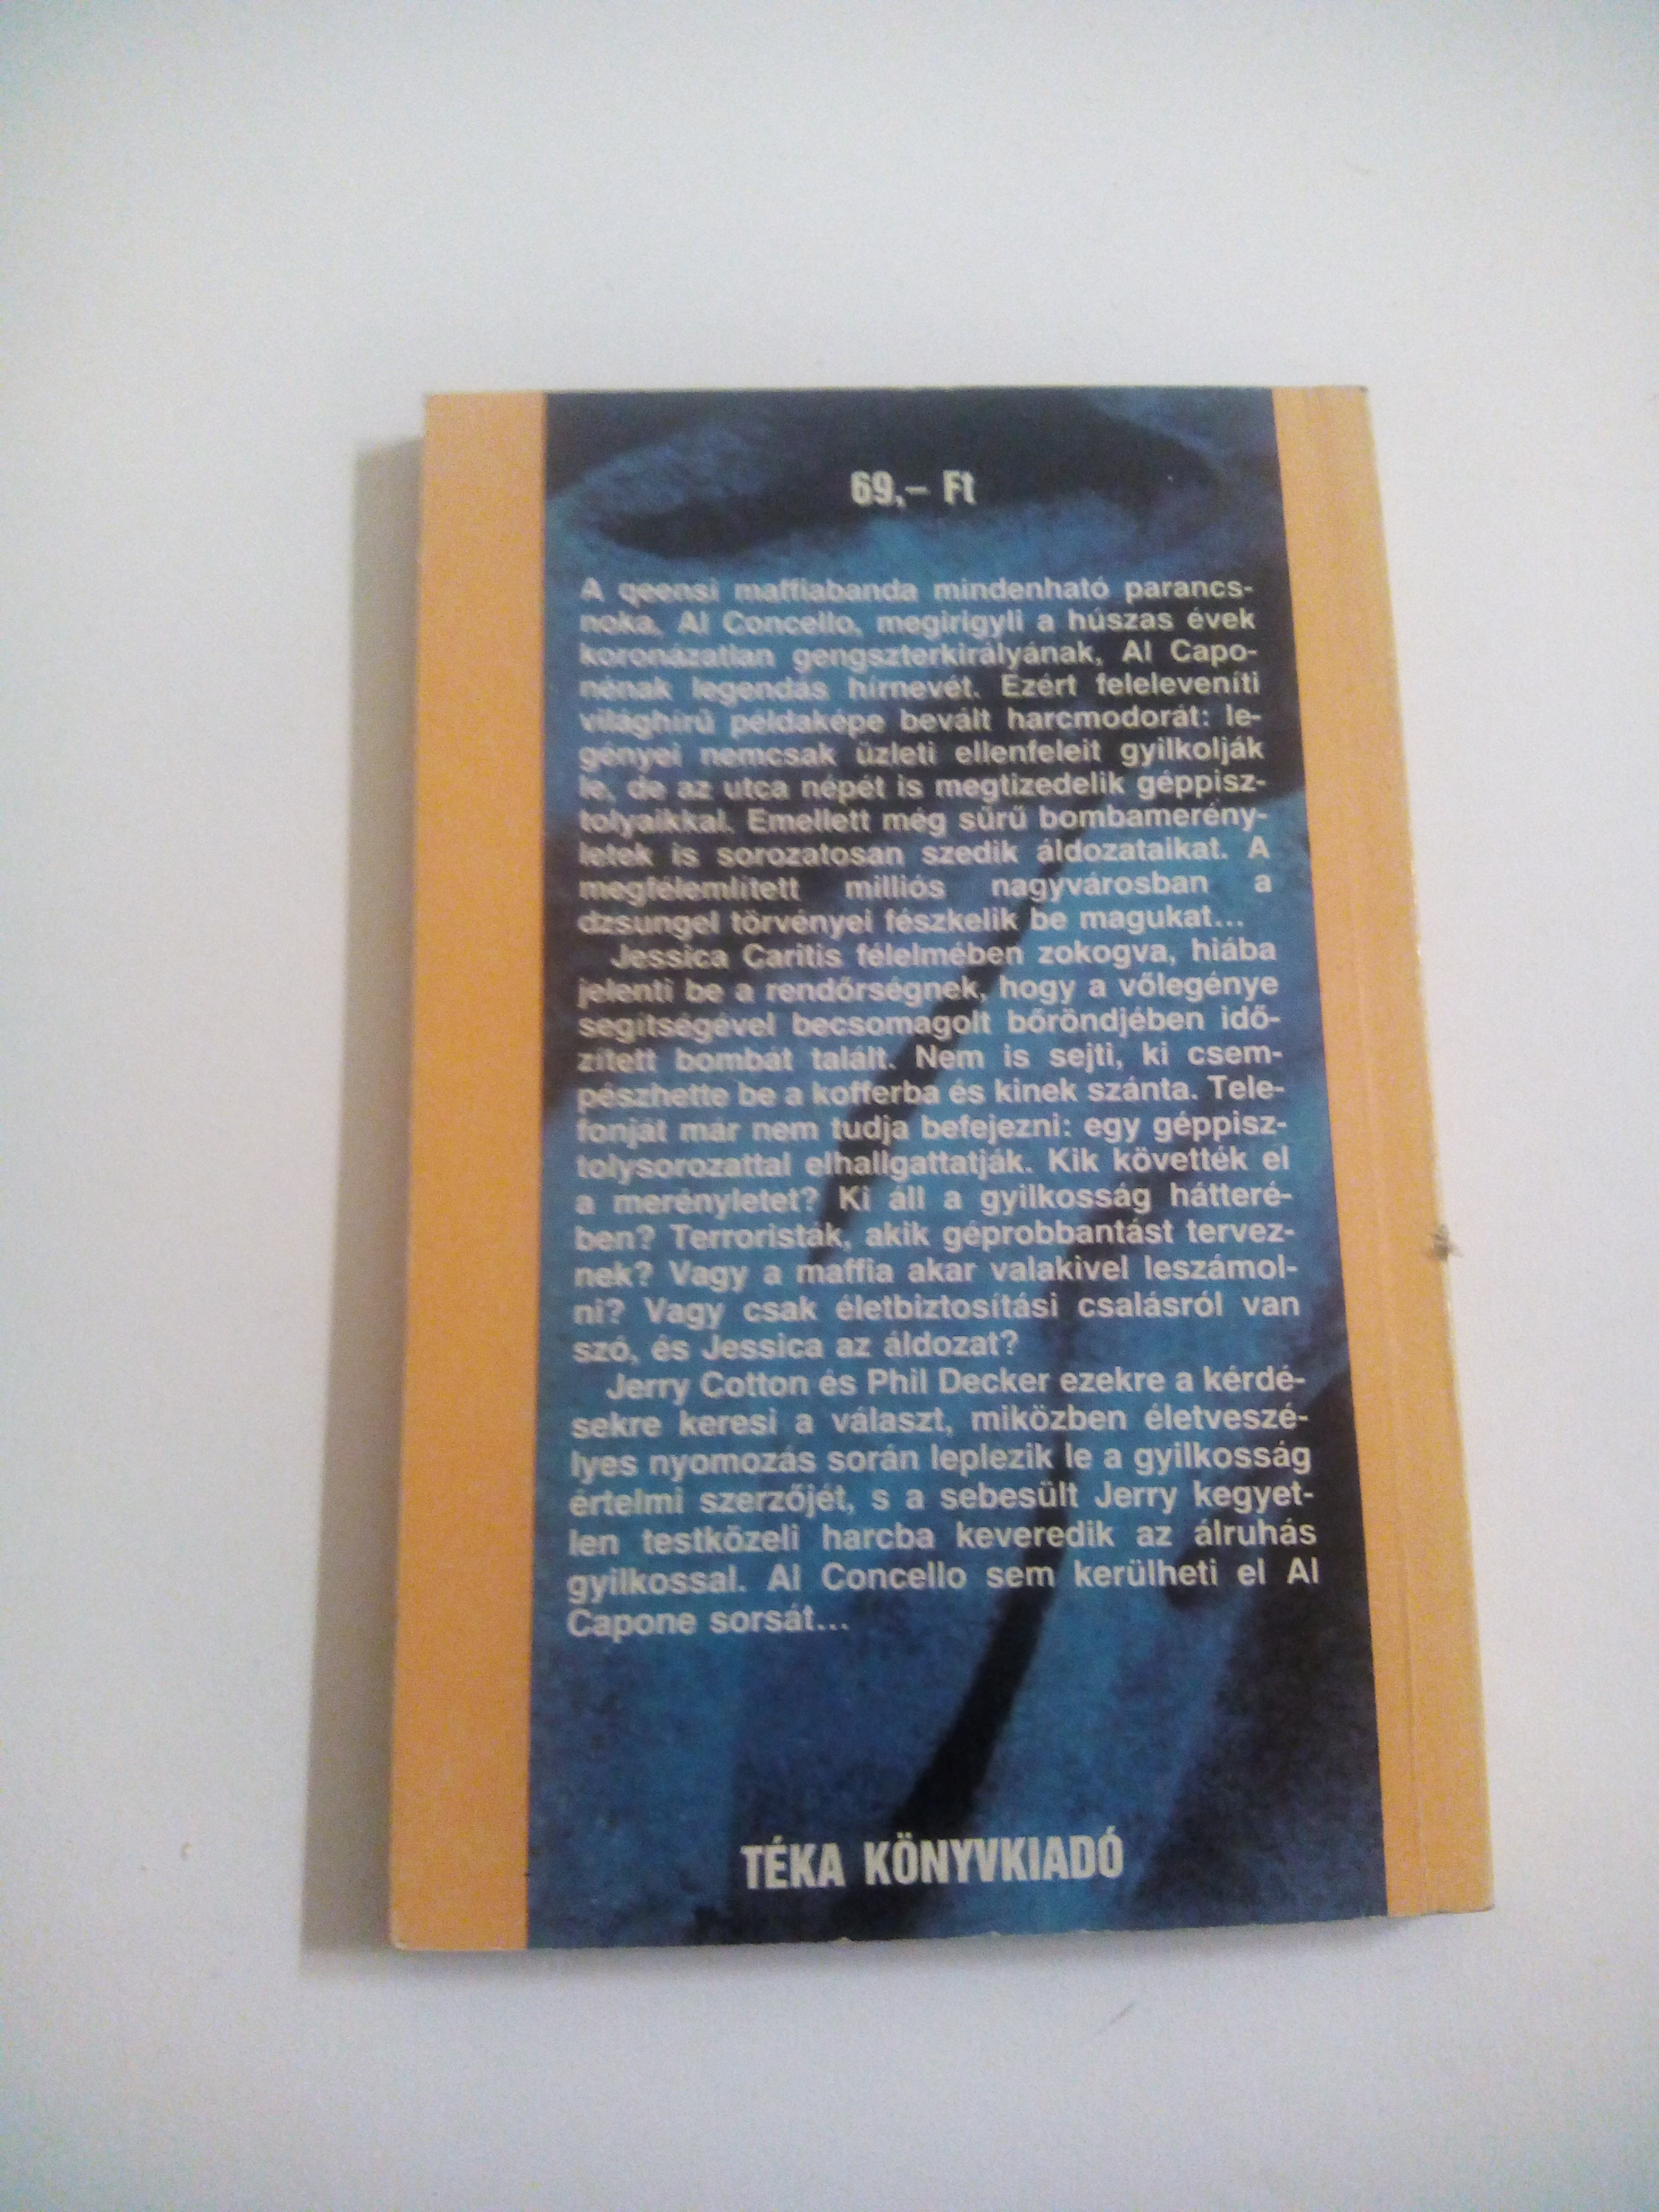 69,– Ft
A qeensi maffiabanda mindenható parancs-
noka, Al Concello, megirigyli a húszas évek
koronázatlan gengszterkirályának, Al Capo-
nénak legendás hírnevét. Ezért feleleveníti
világhírű példaképe bevált harcmodorát: le-
gényei nemcsak üzleti ellenfeleit gyilkolják
le, de az utca népét is megtizedelik géppisz-
tolyaikkal. Emellett még sűrű bombamerény-
letek is sorozatosan szedik áldozataikat. A
megfélemlített milliós nagyvárosban a
dzsungel törvényei fészkelik be magukat...
Jessica Caritis félelmében zokogva, hiába
jelenti be a rendőrségnek, hogy a vőlegénye
segítségével becsomagolt bőröndjében idő-
zített bombát talált. Nem is sejti, ki csem-
pészhette be a kofferba és kinek szánta. Tele-
fonját már nem tudja befejezni: egy géppisz-
tolysorozattal elhallgattatják. Kik követték el
a merényletet? Ki áll a gyilkosság hátteré-
ben? Terroristák, akik géprobbantást tervez-
nek? Vagy a maffia akar valakivel leszámol-
ni? Vagy csak életbiztosítási csalásról van
szó, és Jessica az áldozat?
Jerry Cotton és Phil Decker ezekre a kérdé-
sekre keresi a választ, miközben életveszé-
lyes nyomozás során leplezik le a gyilkosság
értelmi szerzőjét, s a sebesült Jerry kegyet-
len testközeli harcba keveredik az álruhás
gyilkossal. Al Concello sem kerülheti el Al
Capone sorsát...
TÉKA KÖNYVKIADÓ